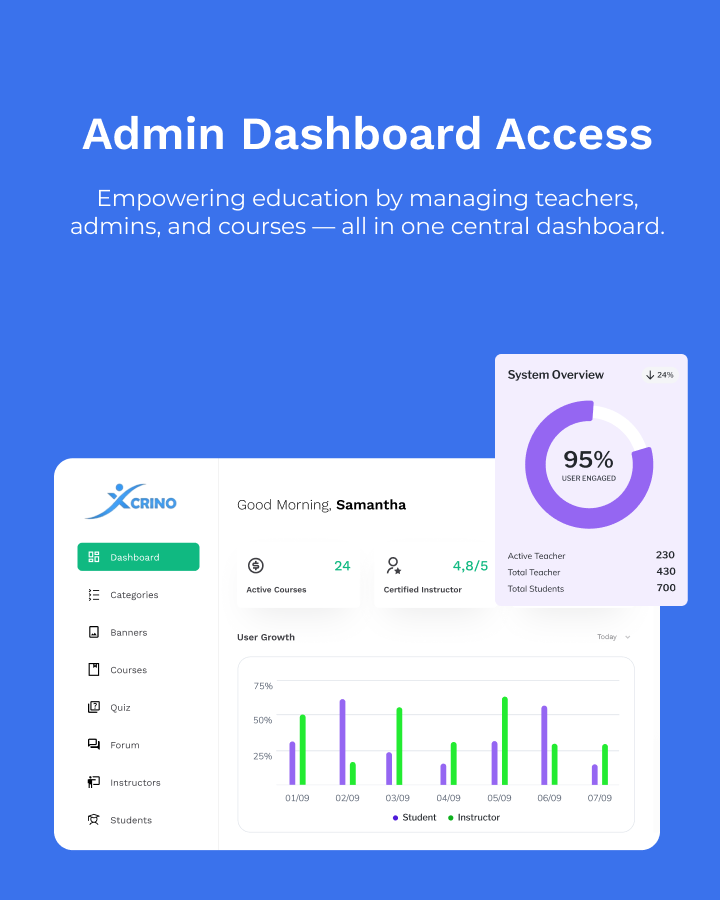 Admin Dashboard Access
Empowering education by managing teachers,
admins, and courses — all in one central dashboard.
System Overview
24%
95%
USER ENGAGED
Active Teacher 230
Total Teacher 430
Total Students 700
XCRINO
Dashboard
Categories
Banners
Courses
Quiz
Forum
Instructors
Students
Good Morning, Samantha
24
Active Courses
4,8/5
Certified Instructor
User Growth
Today
75%
50%
25%
01/09 02/09 03/09 04/09 05/09 06/09 07/09
Student Instructor